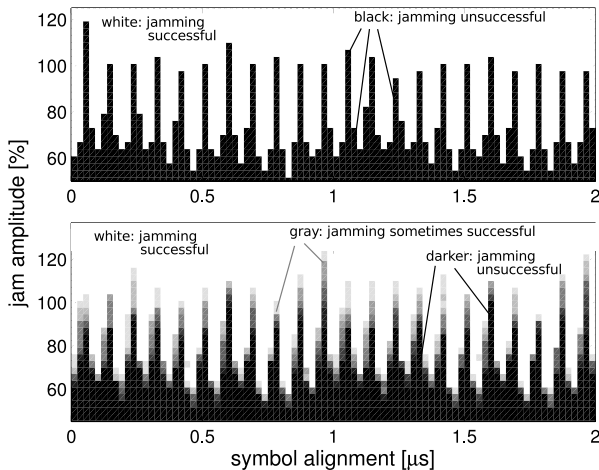 white: jamming
successful
black: jamming unsuccessful
120
100
80
60
0
0.5
1
1.5
2
jam amplitude [%]
white: jamming
successful
gray: jamming sometimes successful
darker: jamming
unsuccessful
120
100
80
60
0
0.5
1
1.5
2
symbol alignment [μs]